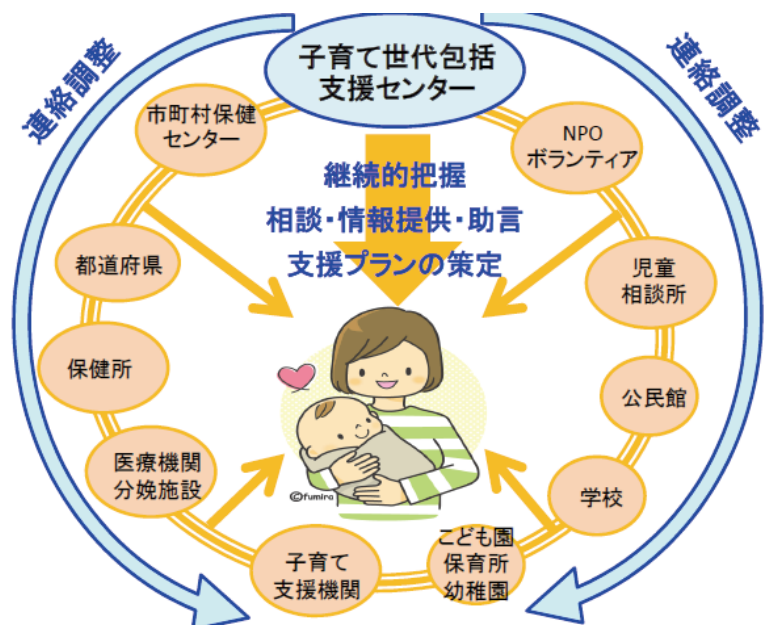 子育て世代包括
支援センター
連絡調整
連絡調整
市町村保健
センター
NPO
ボランティア
継続的把握
相談・情報提供・助言
支援プランの策定
都道府県
児童
相談所
保健所
公民館
医療機関
分娩施設
学校
©fumira
子育て
支援機関
こども園
保育所
幼稚園